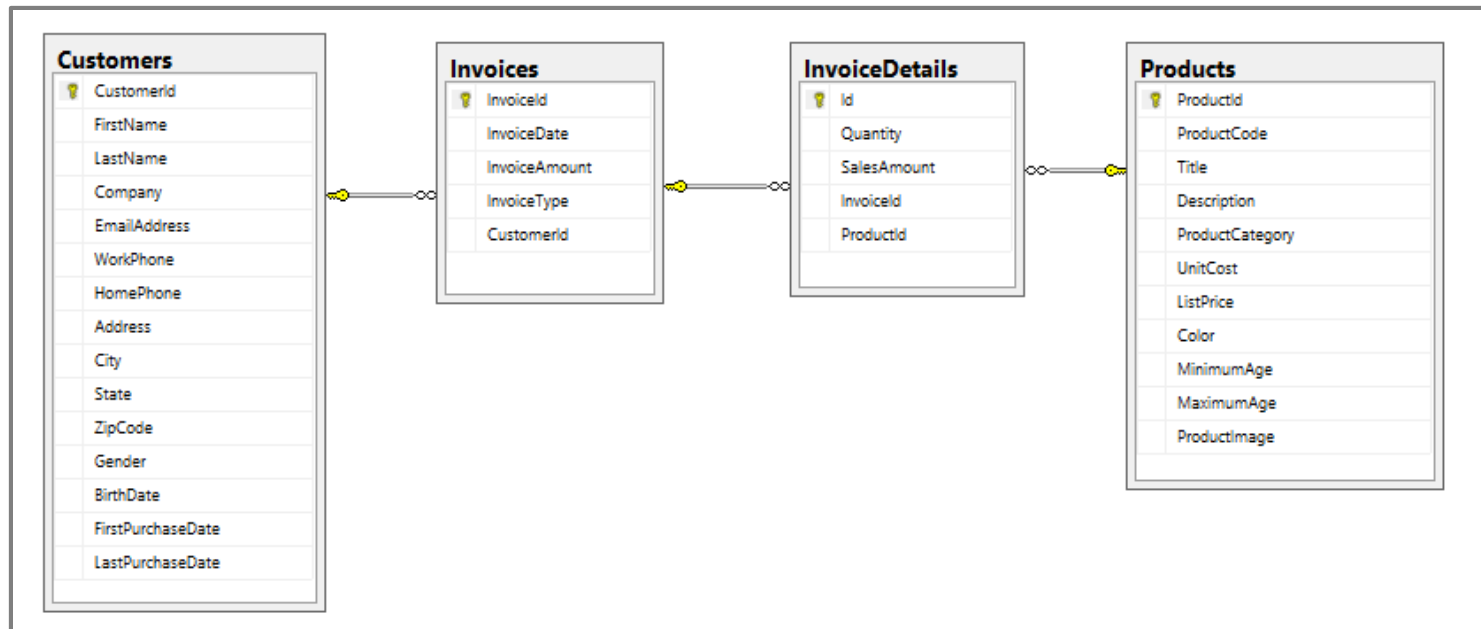 Customers
CustomerId
FirstName
LastName
Company
EmailAddress
WorkPhone
HomePhone
Address
City
State
ZipCode
Gender
BirthDate
FirstPurchaseDate
LastPurchaseDate
Invoices
InvoiceId
InvoiceDate
InvoiceAmount
InvoiceType
CustomerId
InvoiceDetails
Id
Quantity
SalesAmount
InvoiceId
ProductId
Products
ProductId
ProductCode
Title
Description
ProductCategory
UnitCost
ListPrice
Color
MinimumAge
MaximumAge
ProductImage